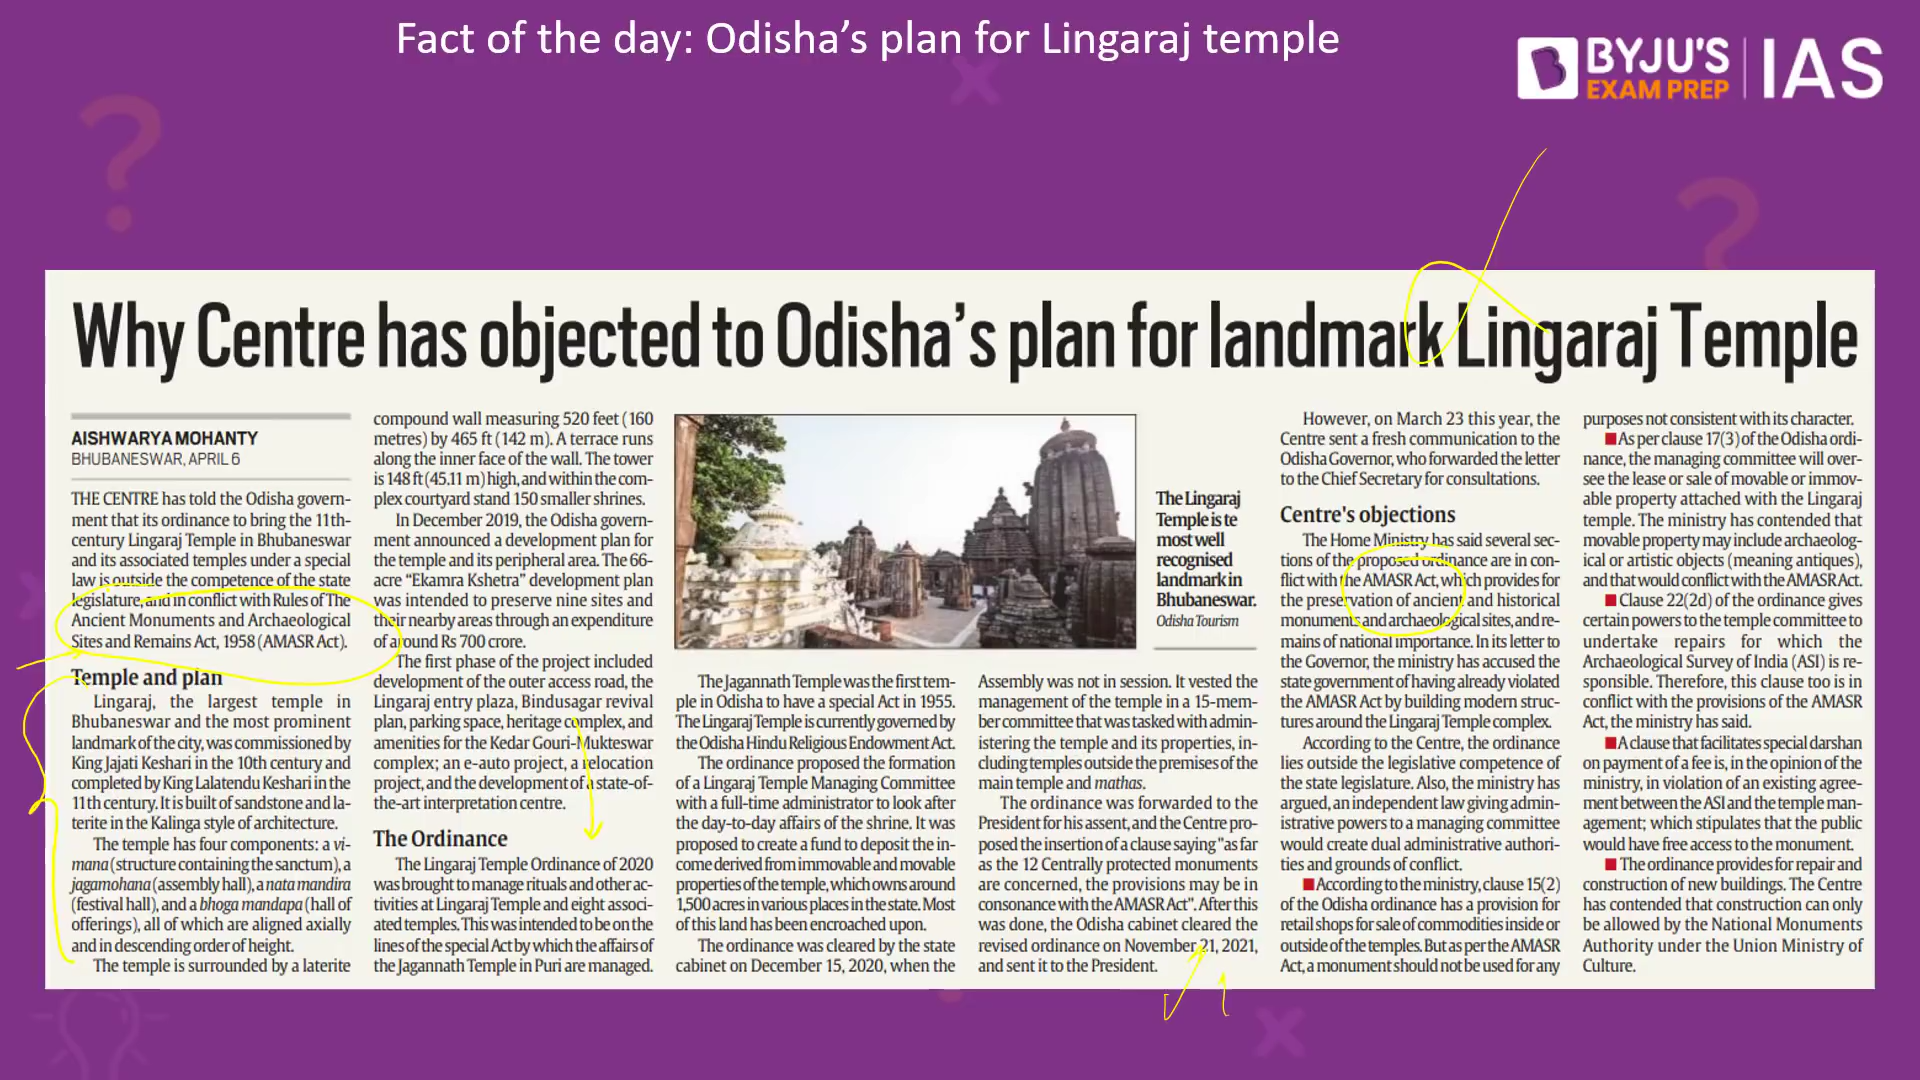 Fact of the day: Odisha’s plan for Lingaraj temple
BYJU'S
EXAM PREP
IAS
Why Centre has objected to Odisha’s plan for landmark Lingaraj Temple
AISHWARYA MOHANTY
BHUBANESWAR, APRIL 6
THE CENTRE has told the Odisha govern-
ment that its ordinance to bring the 11th-
century Lingaraj Temple in Bhubaneswar
and its associated temples under a special
law is outside the competence of the state
legislature, and in conflict with Rules of The
Ancient Monuments and Archaeological
Sites and Remains Act, 1958 (AMASR Act).
Temple and plan
Lingaraj, the largest temple in
Bhubaneswar and the most prominent
landmark of the city, was commissioned by
King Jajati Keshari in the 10th century and
completed by King Lalatendu Keshari in the
11th century. It is built of sandstone and la-
terite in the Kalinga style of architecture.
The temple has four components: a vi-
mana (structure containing the sanctum), a
jagamohana (assembly hall), a nata mandira
(festival hall), and a bhoga mandapa (hall of
offerings), all of which are aligned axially
and in descending order of height.
The temple is surrounded by a laterite
compound wall measuring 520 feet (160
metres) by 465 ft (142 m). A terrace runs
along the inner face of the wall. The tower
is 148 ft (45.11 m) high, and within the com-
plex courtyard stand 150 smaller shrines.
In December 2019, the Odisha govern-
ment announced a development plan for
the temple and its peripheral area. The 66-
acre “Ekamra Kshetra” development plan
was intended to preserve nine sites and
their nearby areas through an expenditure
of around Rs 700 crore.
The first phase of the project included
development of the outer access road, the
Lingaraj entry plaza, Bindusagar revival
plan, parking space, heritage complex, and
amenities for the Kedar Gouri-Mukteswar
complex; an e-auto project, a relocation
project, and the development of a state-of-
the-art interpretation centre.
The Ordinance
The Lingaraj Temple Ordinance of 2020
was brought to manage rituals and other ac-
tivities at Lingaraj Temple and eight associ-
ated temples. This was intended to be on the
lines of the special Act by which the affairs of
the Jagannath Temple in Puri are managed.
The Lingaraj
Temple is te
most well
recognised
landmark in
Bhubaneswar.
Odisha Tourism
The Jagannath Temple was the first tem-
ple in Odisha to have a special Act in 1955.
The Lingaraj Temple is currently governed by
the Odisha Hindu Religious Endowment Act.
The ordinance proposed the formation
of a Lingaraj Temple Managing Committee
with a full-time administrator to look after
the day-to-day affairs of the shrine. It was
proposed to create a fund to deposit the in-
come derived from immovable and movable
properties of the temple, which owns around
1,500 acres in various places in the state. Most
of this land has been encroached upon.
The ordinance was cleared by the state
cabinet on December 15, 2020, when the
Assembly was not in session. It vested the
management of the temple in a 15-mem-
ber committee that was tasked with admin-
istering the temple and its properties, in-
cluding temples outside the premises of the
main temple and mathas.
The ordinance was forwarded to the
President for his assent, and the Centre pro-
posed the insertion of a clause saying “as far
as the 12 Centrally protected monuments
are concerned, the provisions may be in
consonance with the AMASR Act”. After this
was done, the Odisha cabinet cleared the
revised ordinance on November 21, 2021,
and sent it to the President.
However, on March 23 this year, the
Centre sent a fresh communication to the
Odisha Governor, who forwarded the letter
to the Chief Secretary for consultations.
Centre's objections
The Home Ministry has said several sec-
tions of the proposed ordinance are in con-
flict with the AMASR Act, which provides for
the preservation of ancient and historical
monuments and archaeological sites, and re-
mains of national importance. In its letter to
the Governor, the ministry has accused the
state government of having already violated
the AMASR Act by building modern struc-
tures around the Lingaraj Temple complex.
According to the Centre, the ordinance
lies outside the legislative competence of
the state legislature. Also, the ministry has
argued, an independent law giving admin-
istrative powers to a managing committee
would create dual administrative authori-
ties and grounds of conflict.
■ According to the ministry, clause 15(2)
of the Odisha ordinance has a provision for
retail shops for sale of commodities inside or
outside of the temples. But as per the AMASR
Act, a monument should not be used for any
purposes not consistent with its character.
■ As per clause 17(3) of the Odisha ordi-
nance, the managing committee will over-
see the lease or sale of movable or immov-
able property attached with the Lingaraj
temple. The ministry has contended that
movable property may include archaeolog-
ical or artistic objects (meaning antiques),
and that would conflict with the AMASR Act.
■ Clause 22(2d) of the ordinance gives
certain powers to the temple committee to
undertake repairs for which the
Archaeological Survey of India (ASI) is re-
sponsible. Therefore, this clause too is in
conflict with the provisions of the AMASR
Act, the ministry has said.
■ A clause that facilitates special darshan
on payment of a fee is, in the opinion of the
ministry, in violation of an existing agree-
ment between the ASI and the temple man-
agement; which stipulates that the public
would have free access to the monument.
■ The ordinance provides for repair and
construction of new buildings. The Centre
has contended that construction can only
be allowed by the National Monuments
Authority under the Union Ministry of
Culture.